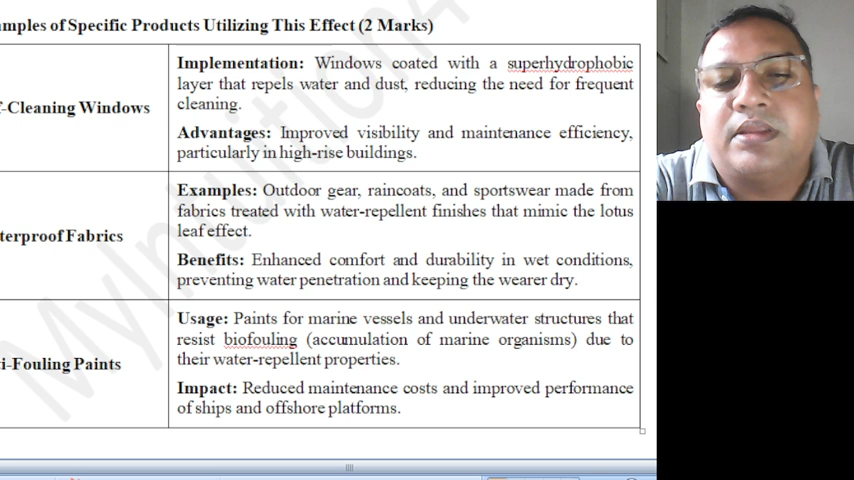 mples of Specific Products Utilizing This Effect (2 Marks)
f-Cleaning Windows
Implementation: Windows coated with a superhydrophobic
layer that repels water and dust, reducing the need for frequent
cleaning.
Advantages: Improved visibility and maintenance efficiency,
particularly in high-rise buildings.
terproof Fabrics
Examples: Outdoor gear, raincoats, and sportswear made from
fabrics treated with water-repellent finishes that mimic the lotus
leaf effect.
Benefits: Enhanced comfort and durability in wet conditions,
preventing water penetration and keeping the wearer dry.
i-Fouling Paints
Usage: Paints for marine vessels and underwater structures that
resist biofouling (accumulation of marine organisms) due to
their water-repellent properties.
Impact: Reduced maintenance costs and improved performance
of ships and offshore platforms.